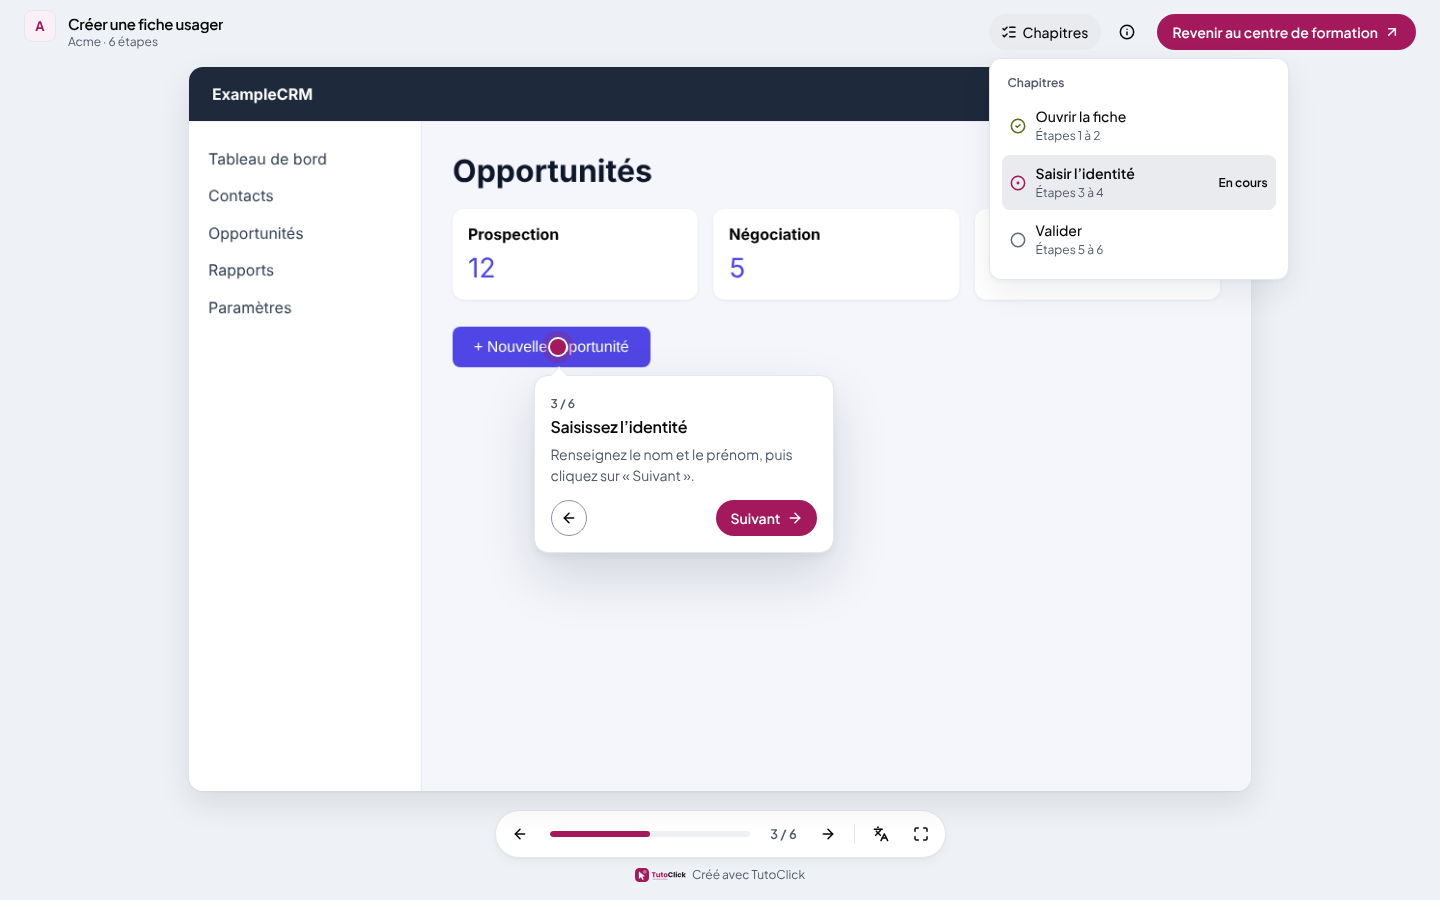 A
Créer une fiche usager
Acme · 6 étapes
Chapitres
Revenir au centre de formation
Chapitres
Ouvrir la fiche
Étapes 1 à 2
Saisir l’identité
Étapes 3 à 4
En cours
Valider
Étapes 5 à 6
ExampleCRM
Tableau de bord
Contacts
Opportunités
Rapports
Paramètres
Opportunités
Prospection
12
Négociation
5
+ Nouvelle portunité
3 / 6
Saisissez l’identité
Renseignez le nom et le prénom, puis
cliquez sur « Suivant ».
Suivant
3 / 6
TutoClick
Créé avec TutoClick